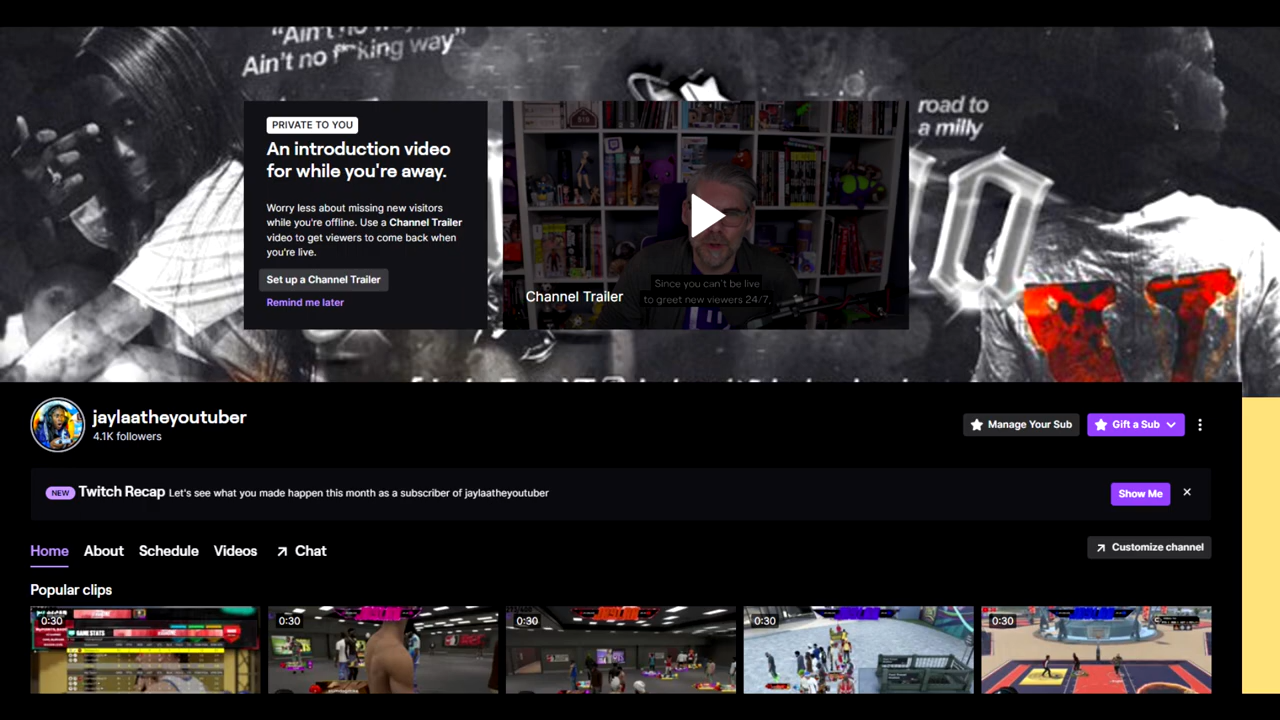 "Ain't no
Ain't no f**king way"
road to
a milly
PRIVATE TO YOU
An introduction video
for while you're away.
Worry less about missing new visitors
while you're offline. Use a Channel Trailer
video to get viewers to come back when
you're live.
Set up a Channel Trailer
Remind me later
Since you can't be live
to greet new viewers 24/7,
Channel Trailer
jaylaatheyoutuber
4.1K followers
Manage Your Sub
Gift a Sub
NEW Twitch Recap Let's see what you made happen this month as a subscriber of jaylaatheyoutuber
Show Me
Home About Schedule Videos Chat
Customize channel
Popular clips
0:30
GAME STATS
0:30
0:30
0:30
0:30